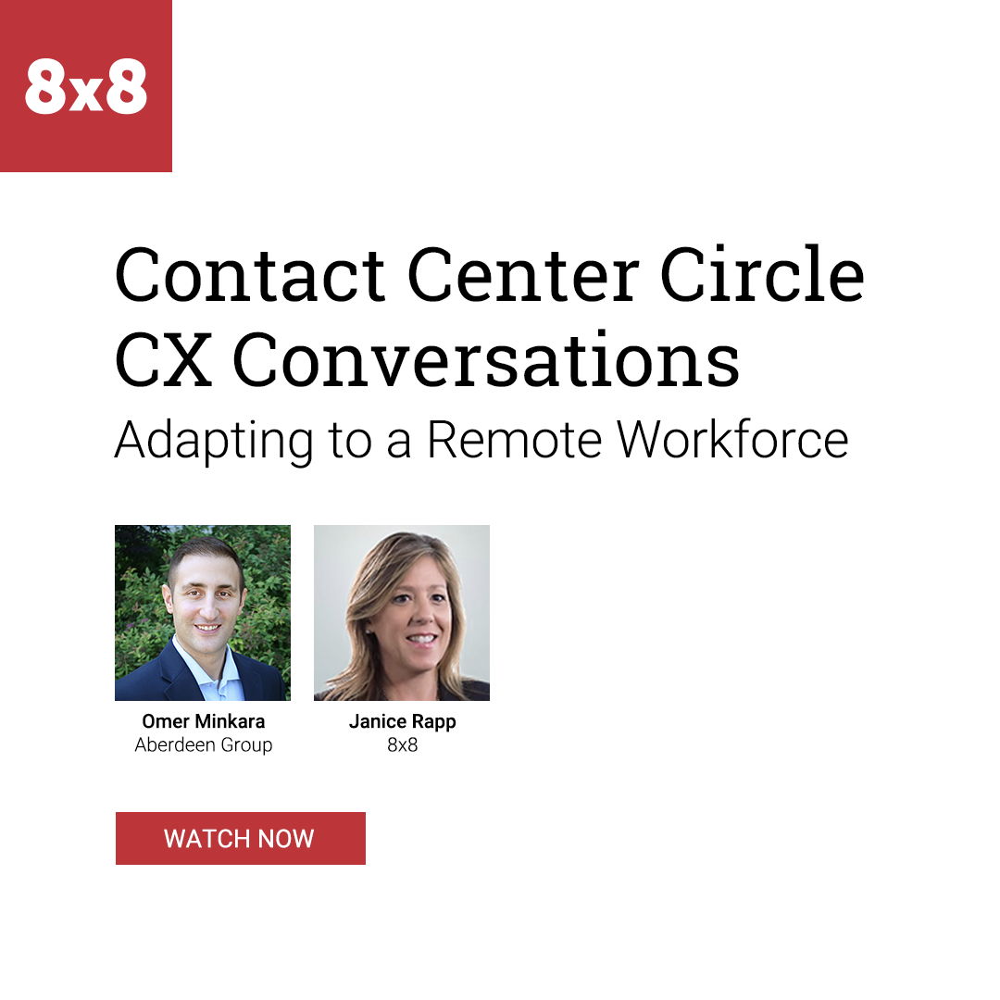 8x8
Contact Center Circle
CX Conversations
Adapting to a Remote Workforce
Omer Minkara
Aberdeen Group
Janice Rapp
8x8
WATCH NOW